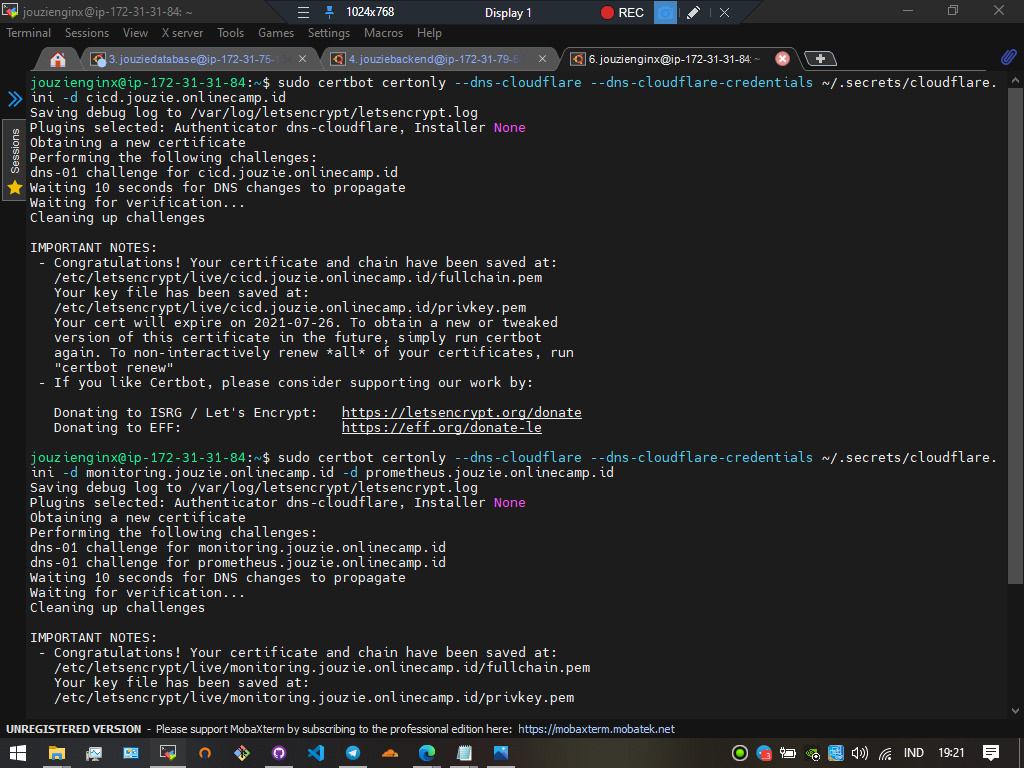 jouzienginx@ip-172-31-31-84: ~
1024x768
Display 1
REC
Terminal Sessions View X server Tools Games Settings Macros Help
3. jouziedatabase@ip-172-31-75-
4. jouziebackend@ip-172-31-79-8
6. jouzienginx@ip-172-31-31-84: ~
Sessions
jouzienginx@ip-172-31-31-84:~$ sudo certbot certonly --dns-cloudflare --dns-cloudflare-credentials ~/.secrets/cloudflare.
ini -d cicd.jouzie.onlinecamp.id
Saving debug log to /var/log/letsencrypt/letsencrypt.log
Plugins selected: Authenticator dns-cloudflare, Installer None
Obtaining a new certificate
Performing the following challenges:
dns-01 challenge for cicd.jouzie.onlinecamp.id
Waiting 10 seconds for DNS changes to propagate
Waiting for verification...
Cleaning up challenges
IMPORTANT NOTES:
- Congratulations! Your certificate and chain have been saved at:
/etc/letsencrypt/live/cicd.jouzie.onlinecamp.id/fullchain.pem
Your key file has been saved at:
/etc/letsencrypt/live/cicd.jouzie.onlinecamp.id/privkey.pem
Your cert will expire on 2021-07-26. To obtain a new or tweaked
version of this certificate in the future, simply run certbot
again. To non-interactively renew *all* of your certificates, run
"certbot renew"
- If you like Certbot, please consider supporting our work by:
Donating to ISRG / Let's Encrypt: https://letsencrypt.org/donate
Donating to EFF: https://eff.org/donate-le
jouzienginx@ip-172-31-31-84:~$ sudo certbot certonly --dns-cloudflare --dns-cloudflare-credentials ~/.secrets/cloudflare.
ini -d monitoring.jouzie.onlinecamp.id -d prometheus.jouzie.onlinecamp.id
Saving debug log to /var/log/letsencrypt/letsencrypt.log
Plugins selected: Authenticator dns-cloudflare, Installer None
Obtaining a new certificate
Performing the following challenges:
dns-01 challenge for monitoring.jouzie.onlinecamp.id
dns-01 challenge for prometheus.jouzie.onlinecamp.id
Waiting 10 seconds for DNS changes to propagate
Waiting for verification...
Cleaning up challenges
IMPORTANT NOTES:
- Congratulations! Your certificate and chain have been saved at:
/etc/letsencrypt/live/monitoring.jouzie.onlinecamp.id/fullchain.pem
Your key file has been saved at:
/etc/letsencrypt/live/monitoring.jouzie.onlinecamp.id/privkey.pem
UNREGISTERED VERSION - Please support MobaXterm by subscribing to the professional edition here: https://mobaxterm.mobatek.net
IND 19:21